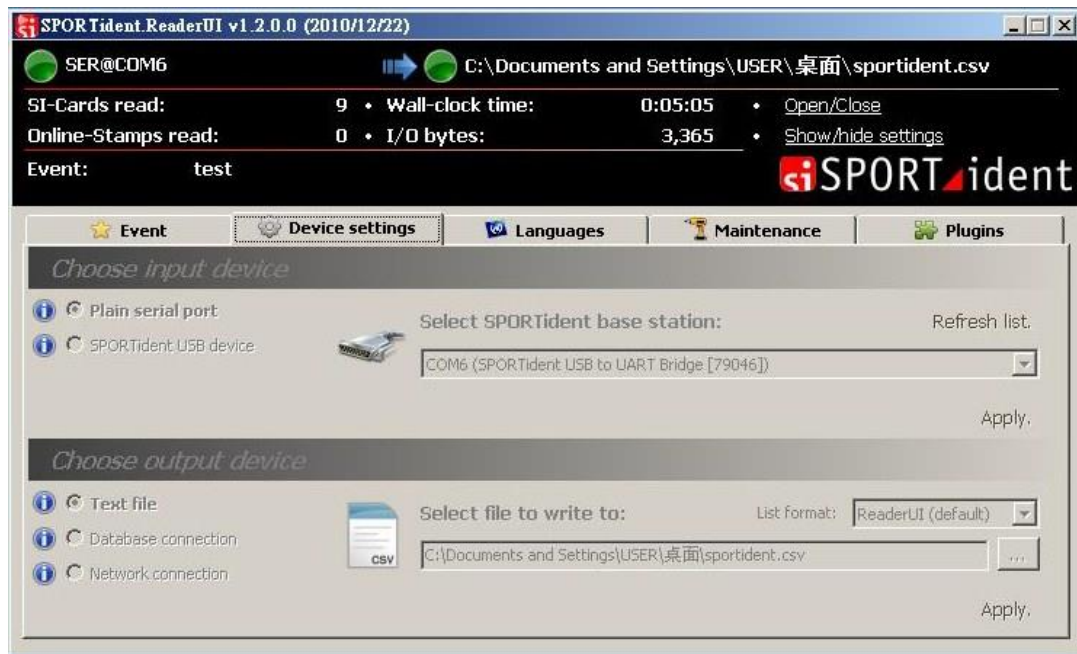 SPORTident.ReaderUI v1.2.0.0 (2010/12/22)
SER@COM6 C:\Documents and Settings\USER\桌面\sportident.csv
SI-Cards read: 9 • Wall-clock time: 0:05:05 • Open/Close
Online-Stamps read: 0 • I/O bytes: 3,365 • Show/hide settings
Event: test
si SPORTident
Event Device settings Languages Maintenance Plugins
Choose input device
Plain serial port
SPORTident USB device
Select SPORTident base station: Refresh list.
COM6 (SPORTident USB to UART Bridge [79046])
Apply.
Choose output device
Text file
Database connection
Network connection
CSV
Select file to write to: List format: ReaderUI (default)
C:\Documents and Settings\USER\桌面\sportident.csv ...
Apply.